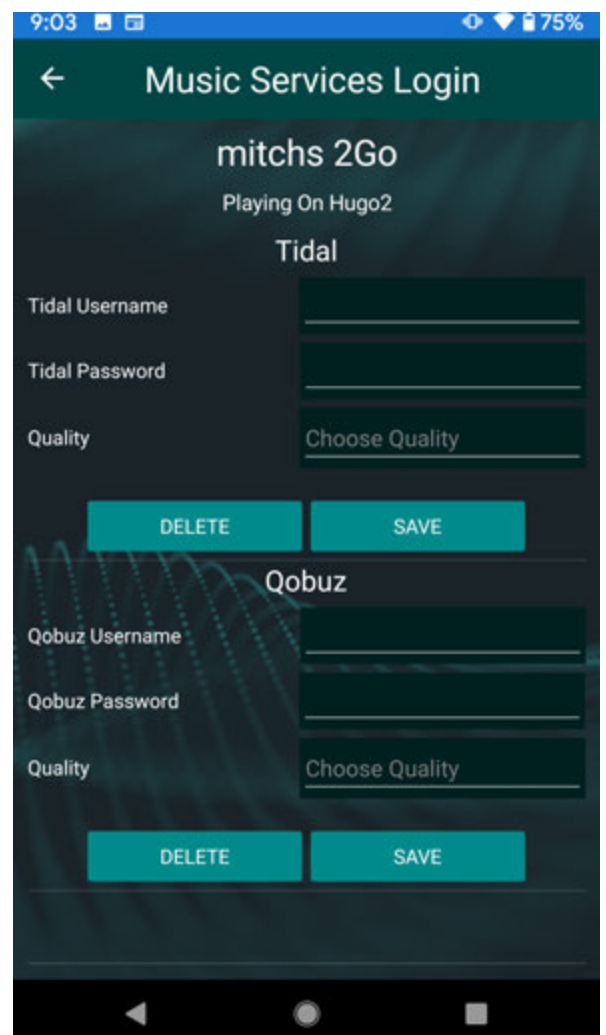 9:03 75%
Music Services Login
mitchs 2Go
Playing On Hugo2
Tidal
Tidal Username
Tidal Password
Quality Choose Quality
DELETE SAVE
Qobuz
Qobuz Username
Qobuz Password
Quality Choose Quality
DELETE SAVE